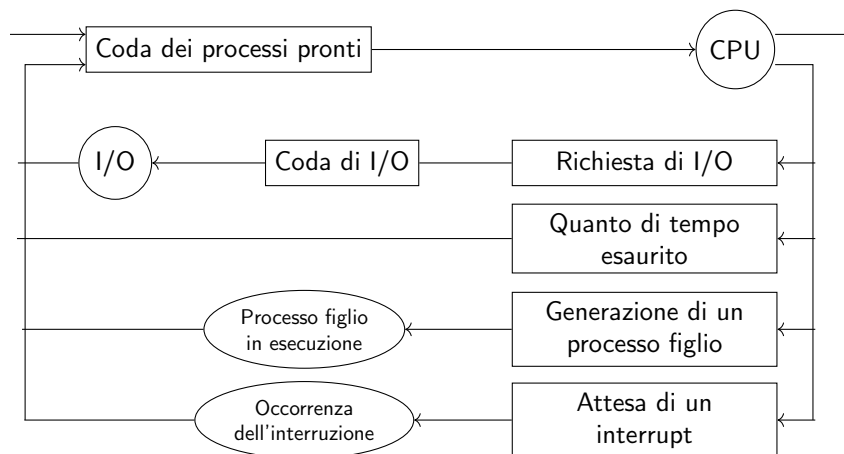 Coda dei processi pronti
CPU
I/O
Coda di I/O
Richiesta di I/O
Quanto di tempo
esaurito
Processo figlio
in esecuzione
Generazione di un
processo figlio
Occorrenza
dell'interruzione
Attesa di un
interrupt